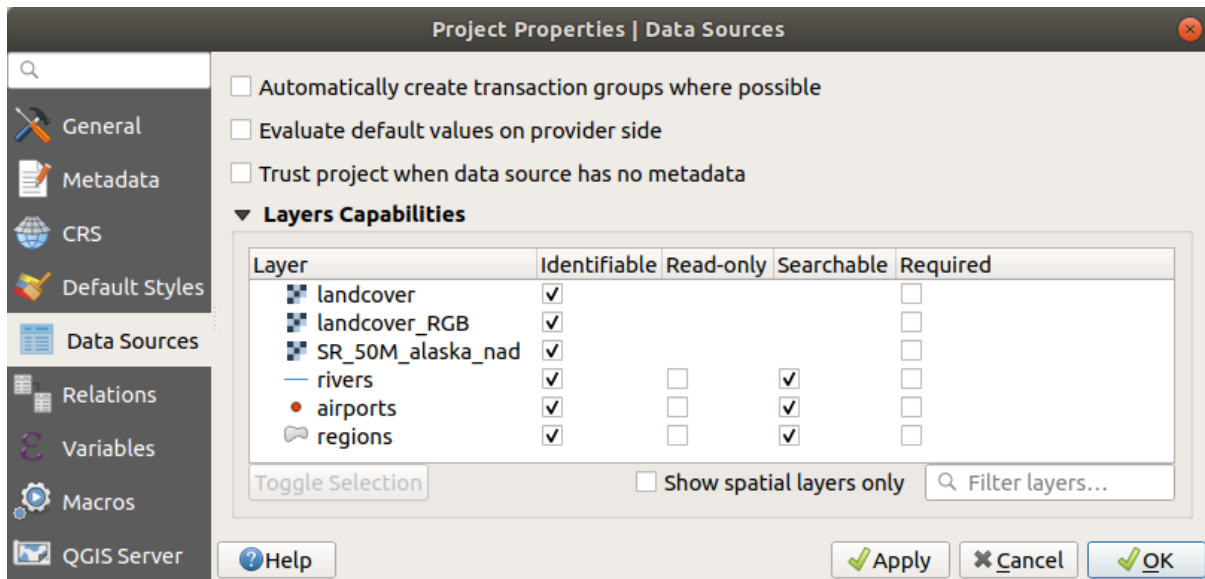 Project Properties | Data Sources
General
Metadata
CRS
Default Styles
Data Sources
Relations
Variables
Macros
QGIS Server
Automatically create transaction groups where possible
Evaluate default values on provider side
Trust project when data source has no metadata
Layers Capabilities
Layer Identifiable Read-only Searchable Required
landcover
landcover_RGB
SR_50M_alaska_nad
rivers
airports
regions
Toggle Selection Show spatial layers only Filter layers...
Help Apply Cancel OK